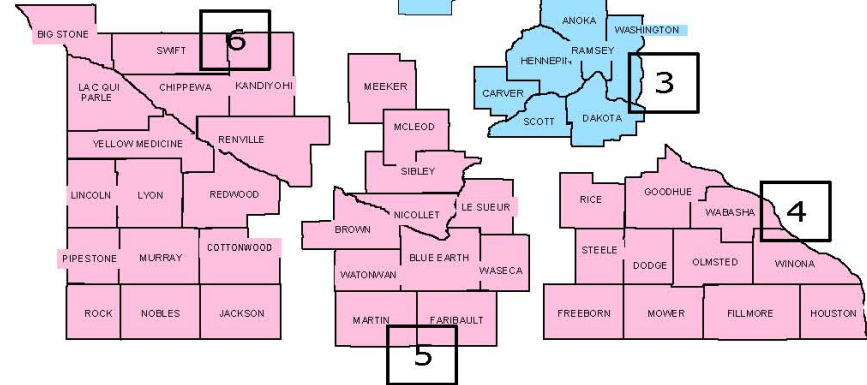 BIG STONE
SWIFT
6
LAC QUI
PARLE
CHIPPEWA
KANDIYOHI
YELLOW MEDICINE
RENVILLE
LINCOLN
LYON
REDWOOD
PIPESTONE
MURRAY
COTTONWOOD
ROCK
NOBLES
JACKSON
MEEKER
MCLEOD
SIBLEY
NICOLLET
LE SUEUR
BROWN
WATONWAN
BLUE EARTH
WASECA
MARTIN
FARIBAULT
5
ANOKA
WASHINGTON
HENNEPIN
RAMSEY
3
CARVER
SCOTT
DAKOTA
RICE
GOODHUE
WABASHA
4
STEELE
DODGE
OLMSTED
WINONA
FREEBORN
MOWER
FILLMORE
HOUSTON